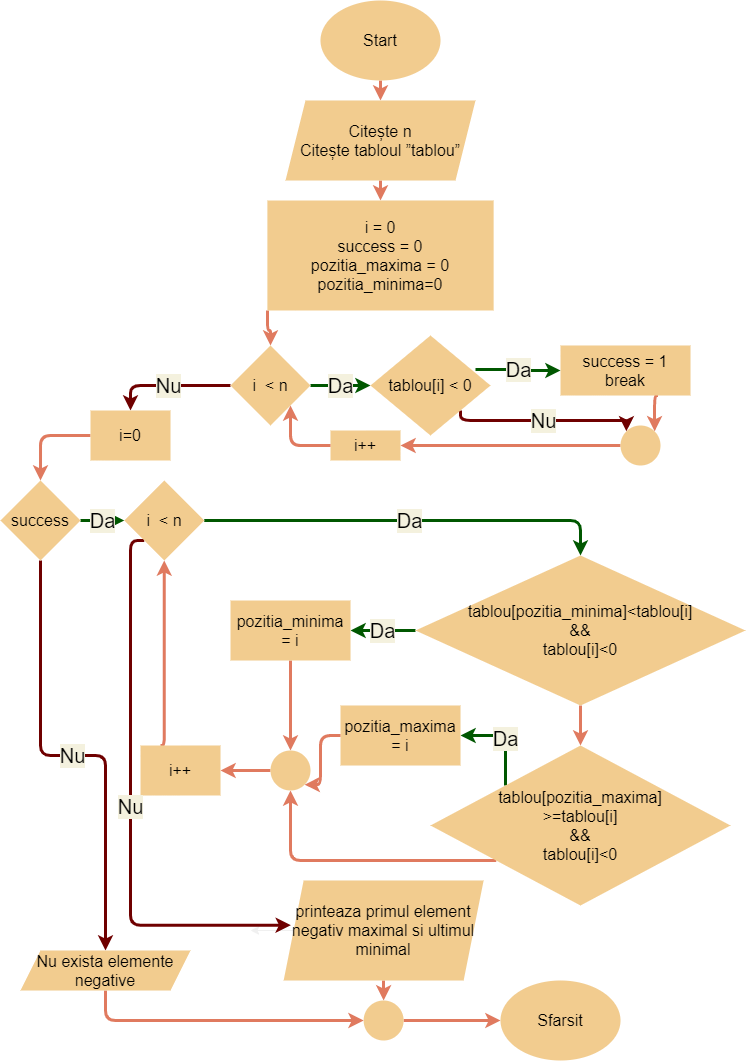 Start
Citește n
Citește tabloul ”tablou”
i = 0
success = 0
pozitia_maxima = 0
pozitia_minima=0
Nu
i < n
Da
tablou[i] < 0
Da
success = 1
break
Nu
i=0
i++
success
Da
i < n
Da
tablou[pozitia_minima]<tablou[i]
&&
tablou[i]<0
Da
pozitia_minima
= i
pozitia_maxima
= i
Da
Nu
i++
tablou[pozitia_maxima]
>=tablou[i]
&&
tablou[i]<0
Nu
printeaza primul element
negativ maximal si ultimul
minimal
Nu exista elemente
negative
Sfarsit